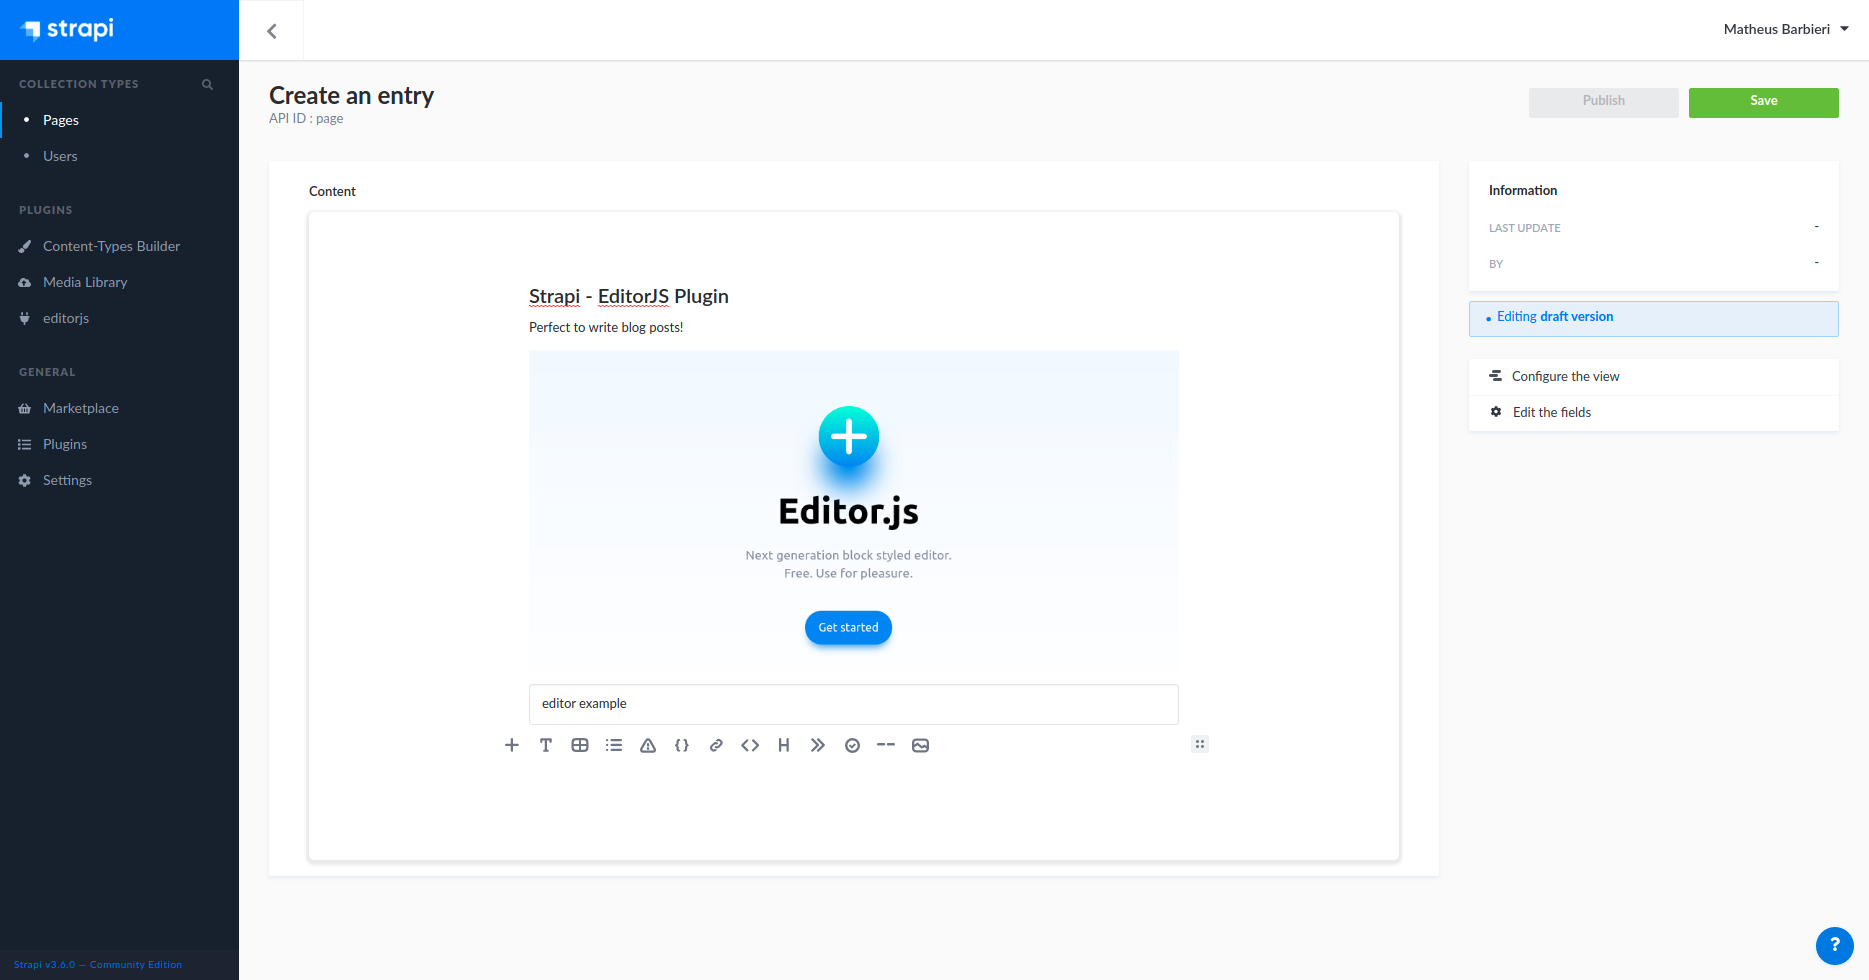 strapi
Matheus Barbieri
COLLECTION TYPES
Pages
Users
PLUGINS
Content-Types Builder
Media Library
editorjs
GENERAL
Marketplace
Plugins
Settings
Strapi v3.6.0 — Community Edition
Create an entry
API ID : page
Publish
Save
Content
Strapi - EditorJS Plugin
Perfect to write blog posts!
Editor.js
Next generation block styled editor.
Free. Use for pleasure.
Get started
editor example
Information
LAST UPDATE -
BY -
Editing draft version
Configure the view
Edit the fields
?